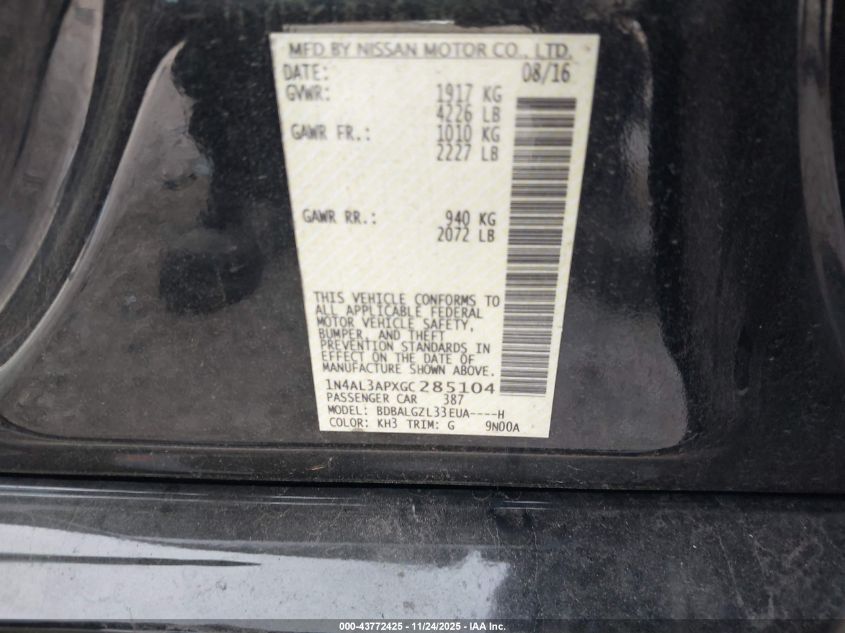 MFD BY NISSAN MOTOR CO., LTD.
DATE: 08/16
GVWR: 1917 KG
4226 LB
GAWR FR.: 1010 KG
2227 LB
GAWR RR.: 940 KG
2072 LB
THIS VEHICLE CONFORMS TO
ALL APPLICABLE FEDERAL
MOTOR VEHICLE SAFETY,
BUMPER, AND THEFT
PREVENTION STANDARDS IN
EFFECT ON THE DATE OF
MANUFACTURE SHOWN ABOVE.
1N4AL3APXGC285104
PASSENGER CAR 387
MODEL: BDBALGZL33EUA----H
COLOR: KH3 TRIM: G 9N00A
000-43772425 - 11/24/2025 - IAA Inc.